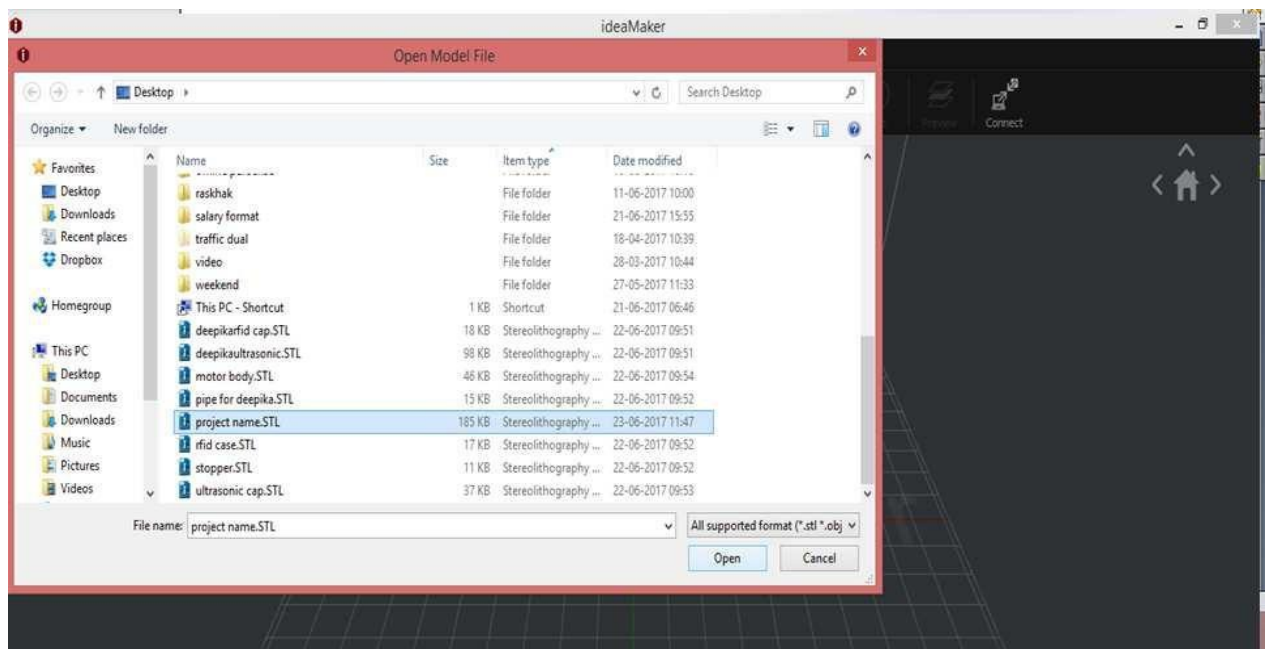 ideaMaker
Open Model File
Desktop
Search Desktop
Organize
New folder
Connect
Name Size Item type Date modified
Favorites
Desktop
Downloads
Recent places
Dropbox
Homegroup
This PC
Desktop
Documents
Downloads
Music
Pictures
Videos
raskhak File folder 11-06-2017 10:00
salary format File folder 21-06-2017 15:55
traffic dual File folder 18-04-2017 10:39
video File folder 28-03-2017 10:44
weekend File folder 27-05-2017 11:33
This PC - Shortcut 1 KB Shortcut 21-06-2017 06:46
deepikarfid cap.STL 18 KB Stereolithography ... 22-06-2017 09:51
deepikaultrasonic.STL 98 KB Stereolithography ... 22-06-2017 09:51
motor body.STL 46 KB Stereolithography ... 22-06-2017 09:54
pipe for deepika.STL 15 KB Stereolithography ... 22-06-2017 09:52
project name.STL 185 KB Stereolithography ... 23-06-2017 11:47
rfid case.STL 17 KB Stereolithography ... 22-06-2017 09:52
stopper.STL 11 KB Stereolithography ... 22-06-2017 09:52
ultrasonic cap.STL 37 KB Stereolithography ... 22-06-2017 09:53
File name: project name.STL
All supported format (*.stl *.obj
Open
Cancel